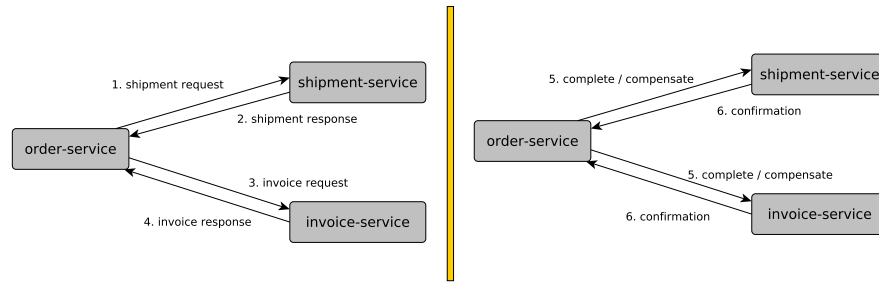 1. shipment request
shipment-service
2. shipment response
order-service
3. invoice request
4. invoice response
invoice-service
5. complete / compensate
shipment-service
6. confirmation
order-service
5. complete / compensate
6. confirmation
invoice-service